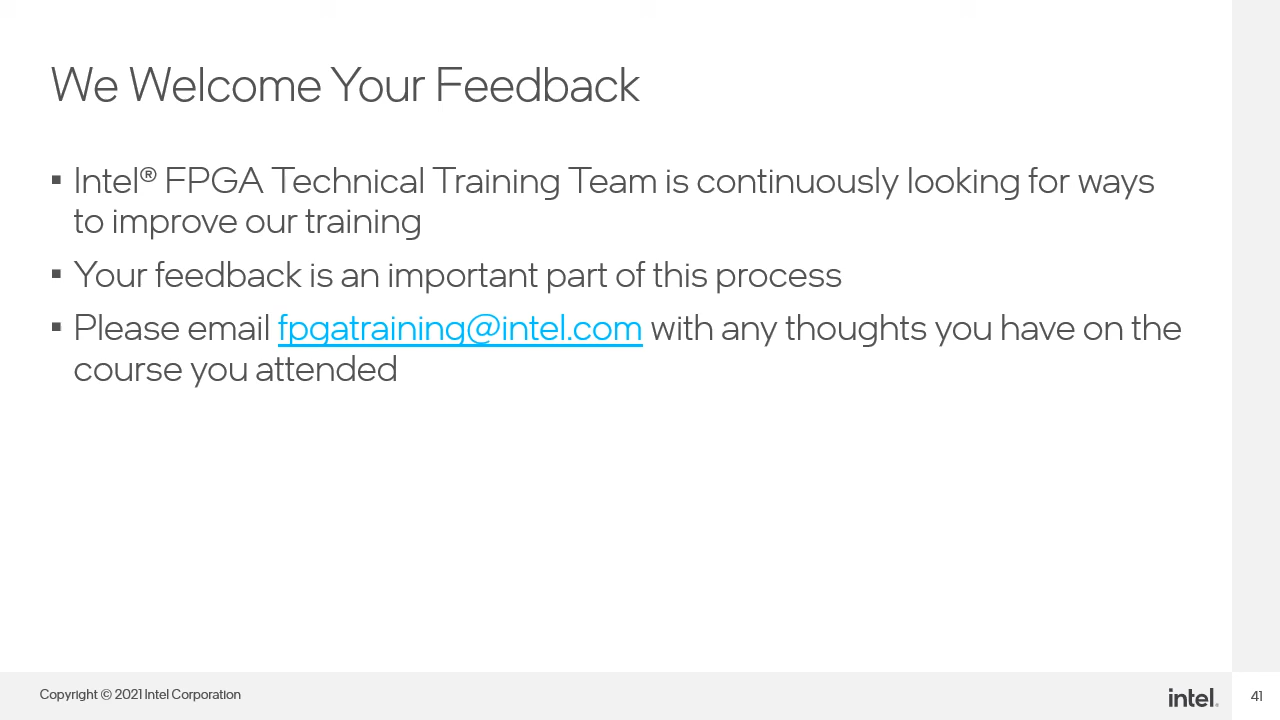 We Welcome Your Feedback
▪ Intel® FPGA Technical Training Team is continuously looking for ways
to improve our training
▪ Your feedback is an important part of this process
▪ Please email fpgatraining@intel.com with any thoughts you have on the
course you attended
Copyright © 2021 Intel Corporation
intel.
41